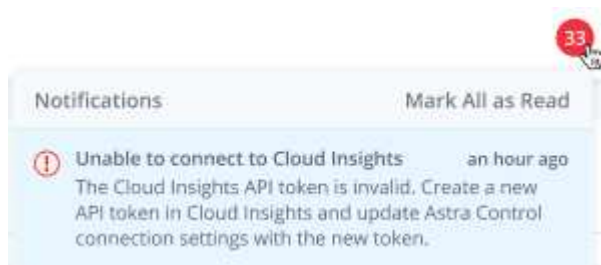 33
Notifications Mark All as Read
Unable to connect to Cloud Insights an hour ago
The Cloud Insights API token is invalid. Create a new
API token in Cloud Insights and update Astra Control
connection settings with the new token.